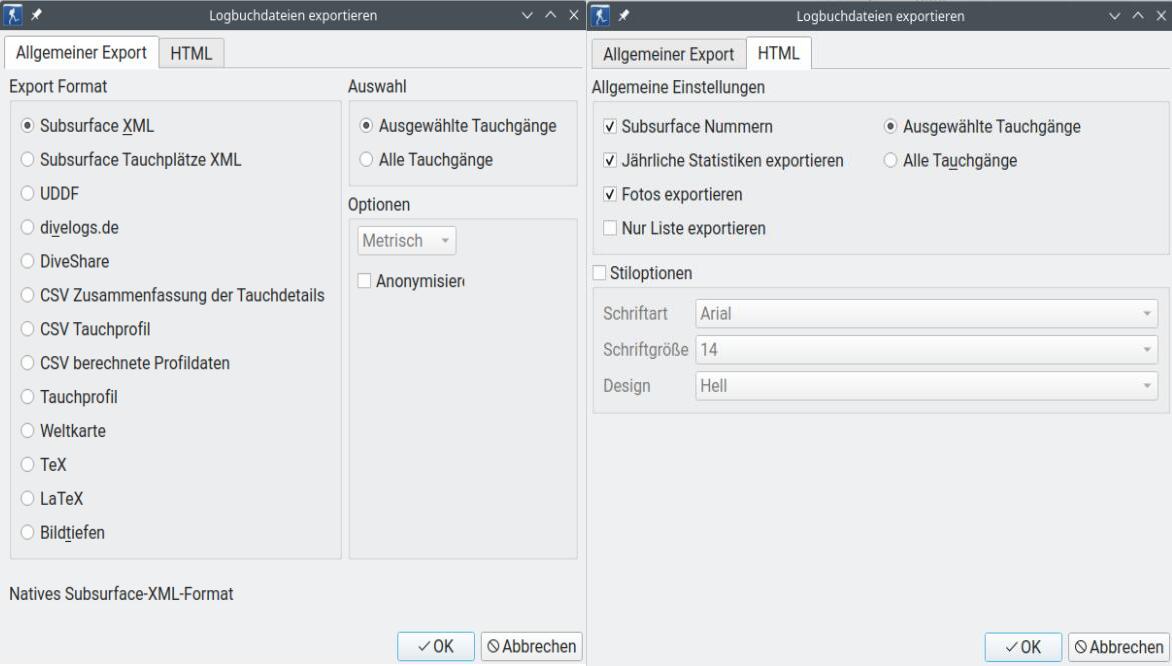 Logbuchdateien exportieren
Allgemeiner Export HTML
Export Format
Subsurface XML
Subsurface Tauchplätze XML
UDDF
divelogs.de
DiveShare
CSV Zusammenfassung der Tauchdetails
CSV Tauchprofil
CSV berechnete Profildaten
Tauchprofil
Weltkarte
TeX
LaTeX
Bildtiefen
Auswahl
Ausgewählte Tauchgänge
Alle Tauchgänge
Optionen
Metrisch
Anonymisier
Natives Subsurface-XML-Format
OK Abbrechen
Logbuchdateien exportieren
Allgemeiner Export HTML
Allgemeine Einstellungen
Subsurface Nummern
Jährliche Statistiken exportieren
Fotos exportieren
Nur Liste exportieren
Ausgewählte Tauchgänge
Alle Tauchgänge
Stiloptionen
Schriftart Arial
Schriftgröße 14
Design Hell
OK Abbrechen